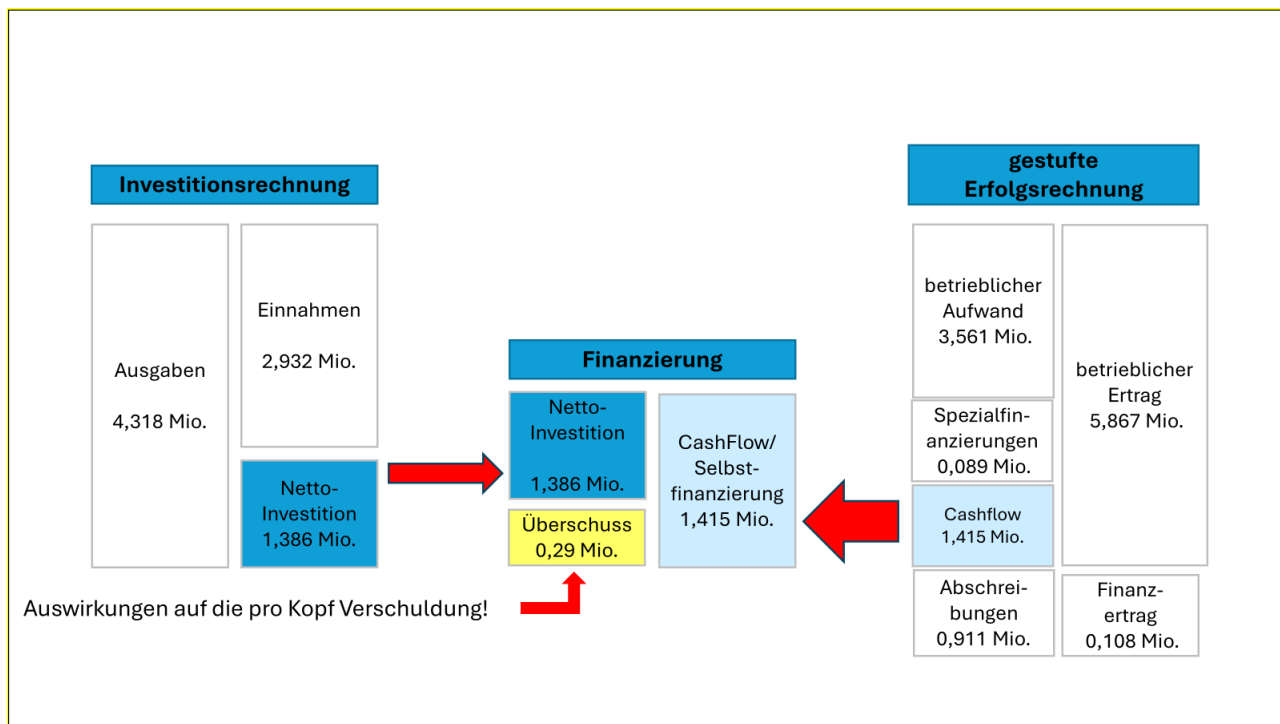 Investitionsrechnung
Ausgaben
4,318 Mio.
Einnahmen
2,932 Mio.
Netto-
Investition
1,386 Mio.
Finanzierung
Netto-
Investition
1,386 Mio.
Überschuss
0,29 Mio.
CashFlow/
Selbst-
finanzierung
1,415 Mio.
gestufte
Erfolgsrechnung
betrieblicher
Aufwand
3,561 Mio.
Spezialfin-
anzierungen
0,089 Mio.
Cashflow
1,415 Mio.
Abschrei-
bungen
0,911 Mio.
betrieblicher
Ertrag
5,867 Mio.
Finanz-
ertrag
0,108 Mio.
Auswirkungen auf die pro Kopf Verschuldung!